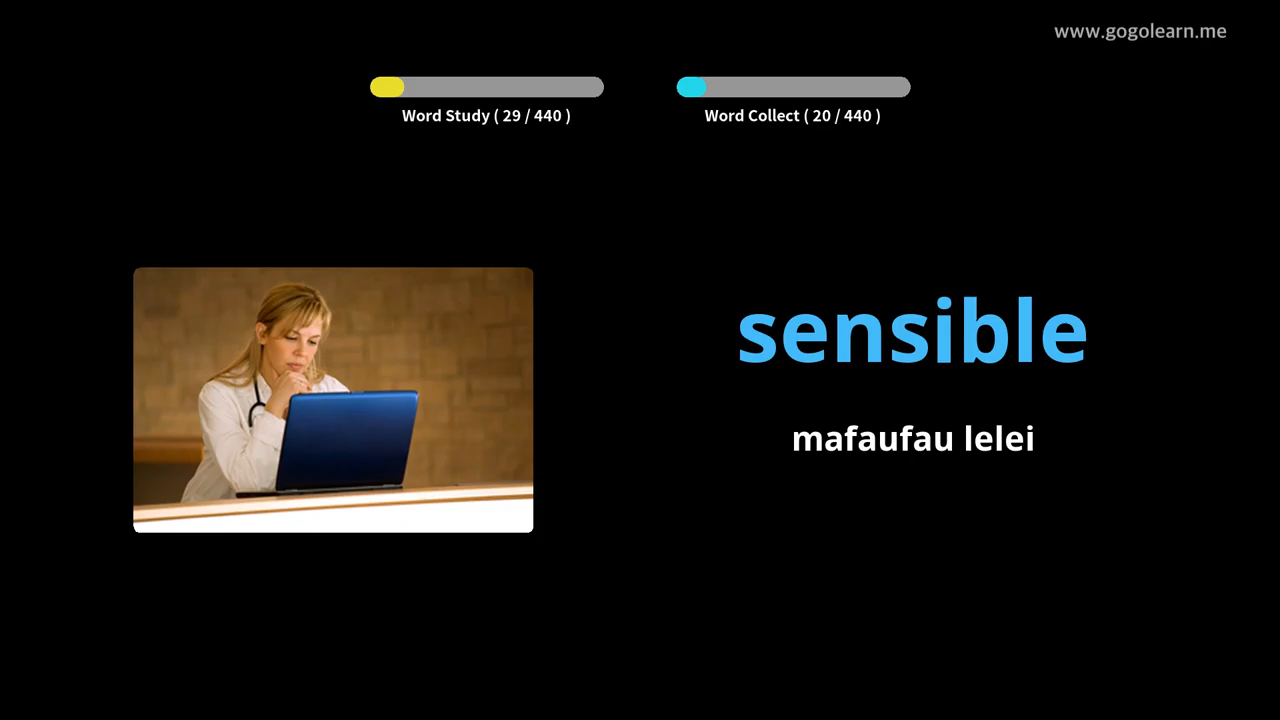 www.gogolearn.me
Word Study ( 29 / 440 )
Word Collect ( 20 / 440 )
sensible
mafaufau lelei